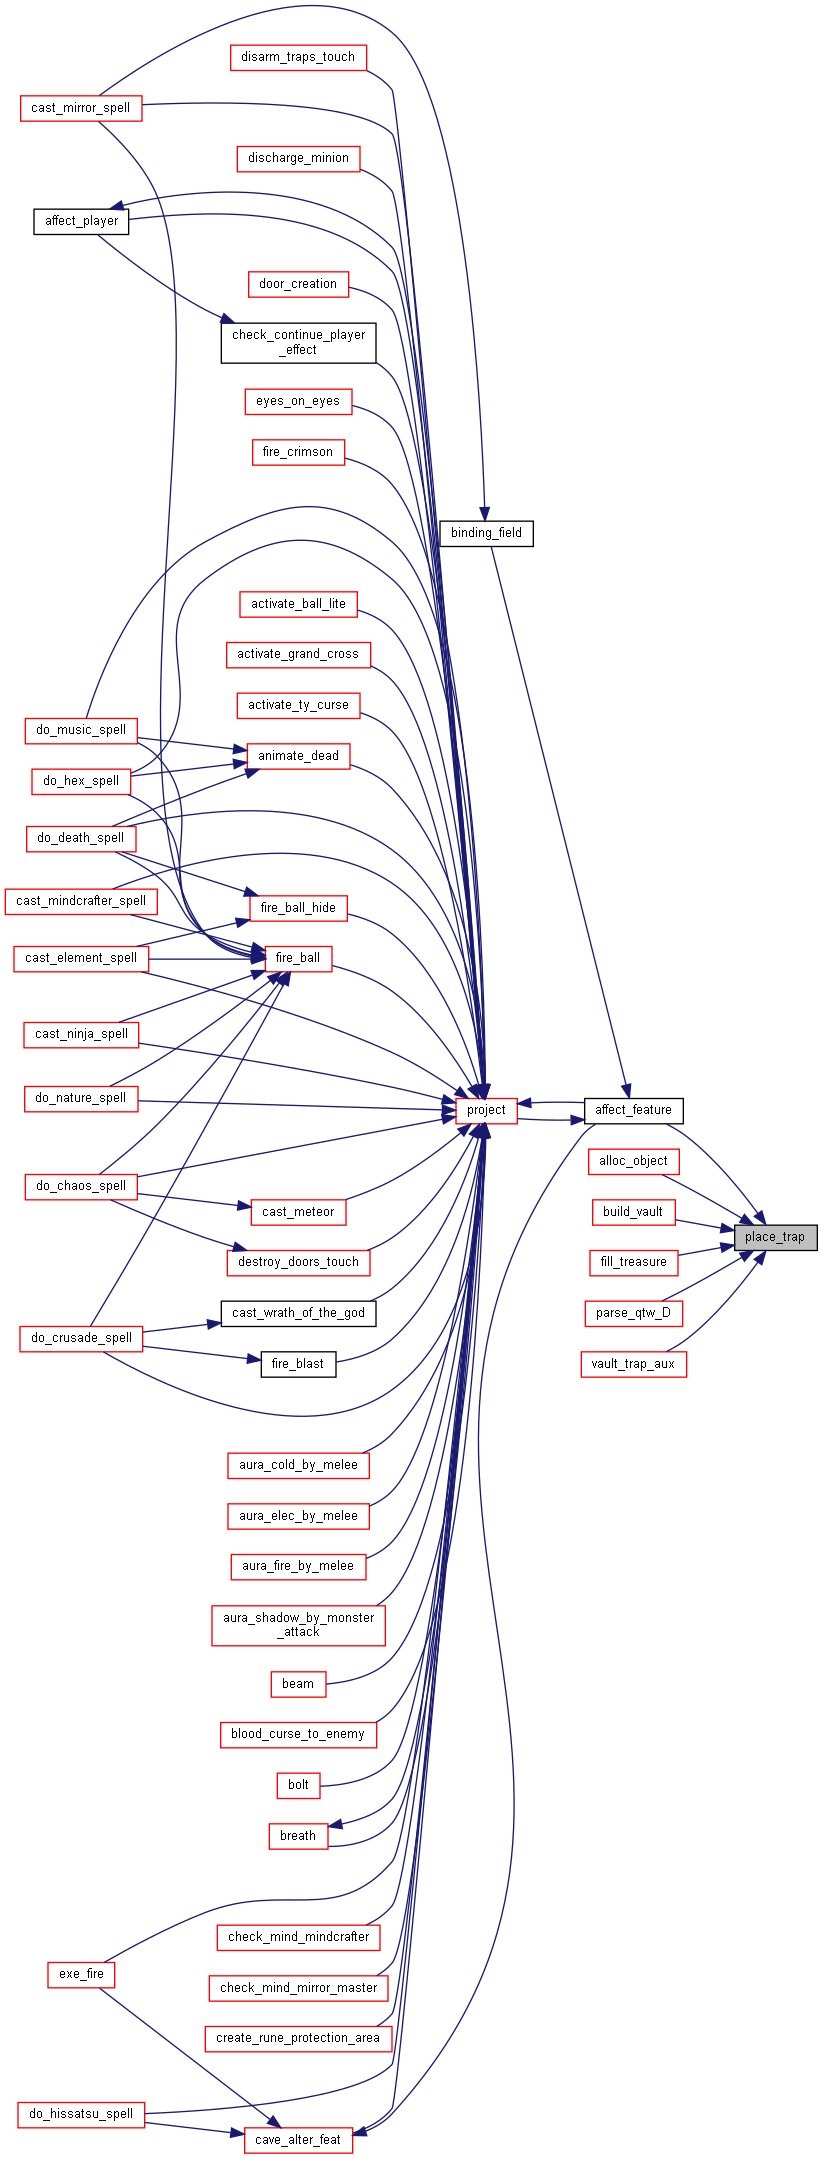 disarm_traps_touch
cast_mirror_spell
discharge_minion
affect_player
door_creation
check_continue_player
_effect
eyes_on_eyes
fire_crimson
binding_field
activate_ball_lite
activate_grand_cross
activate_ty_curse
do_music_spell
animate_dead
do_hex_spell
do_death_spell
cast_mindcrafter_spell
fire_ball_hide
cast_element_spell
fire_ball
cast_ninja_spell
do_nature_spell
project
affect_feature
alloc_object
do_chaos_spell
cast_meteor
build_vault
place_trap
destroy_doors_touch
fill_treasure
cast_wrath_of_the_god
parse_qtw_D
do_crusade_spell
fire_blast
vault_trap_aux
aura_cold_by_melee
aura_elec_by_melee
aura_fire_by_melee
aura_shadow_by_monster
_attack
beam
blood_curse_to_enemy
bolt
breath
check_mind_mindcrafter
exe_fire
check_mind_mirror_master
create_rune_protection_area
do_hissatsu_spell
cave_alter_feat